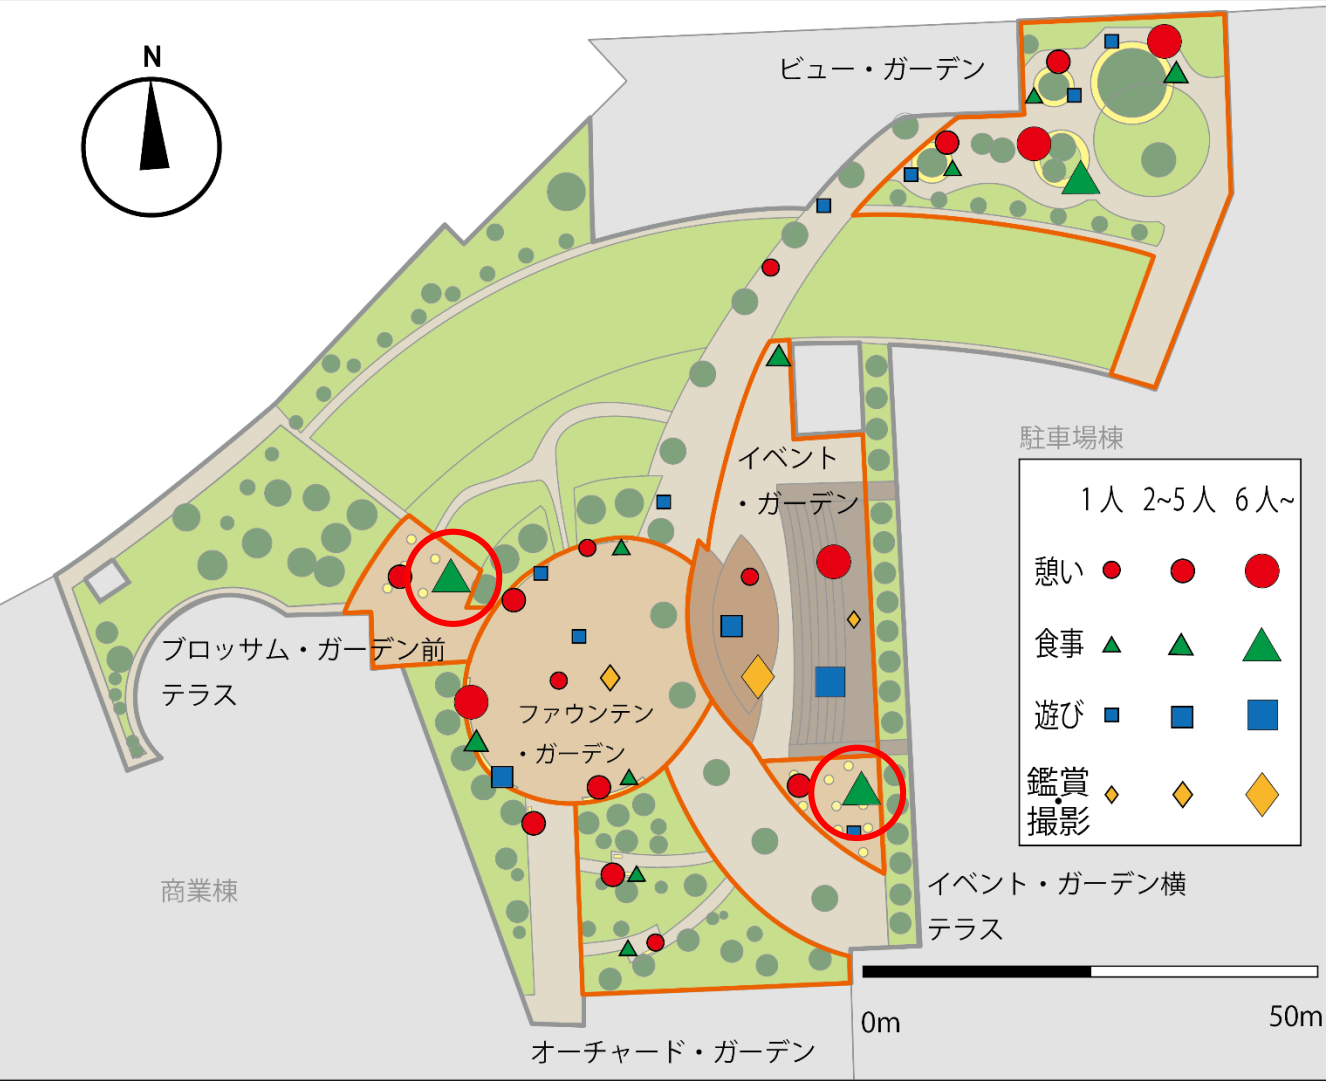 N
ビュー・ガーデン
イベント
・ガーデン
駐車場棟
1人 2~5人 6人~
憩い
食事
遊び
鑑賞
・
撮影
ブロッサム・ガーデン前
テラス
ファウンテン
・ガーデン
商業棟
イベント・ガーデン横
テラス
0m 50m
オーチャード・ガーデン